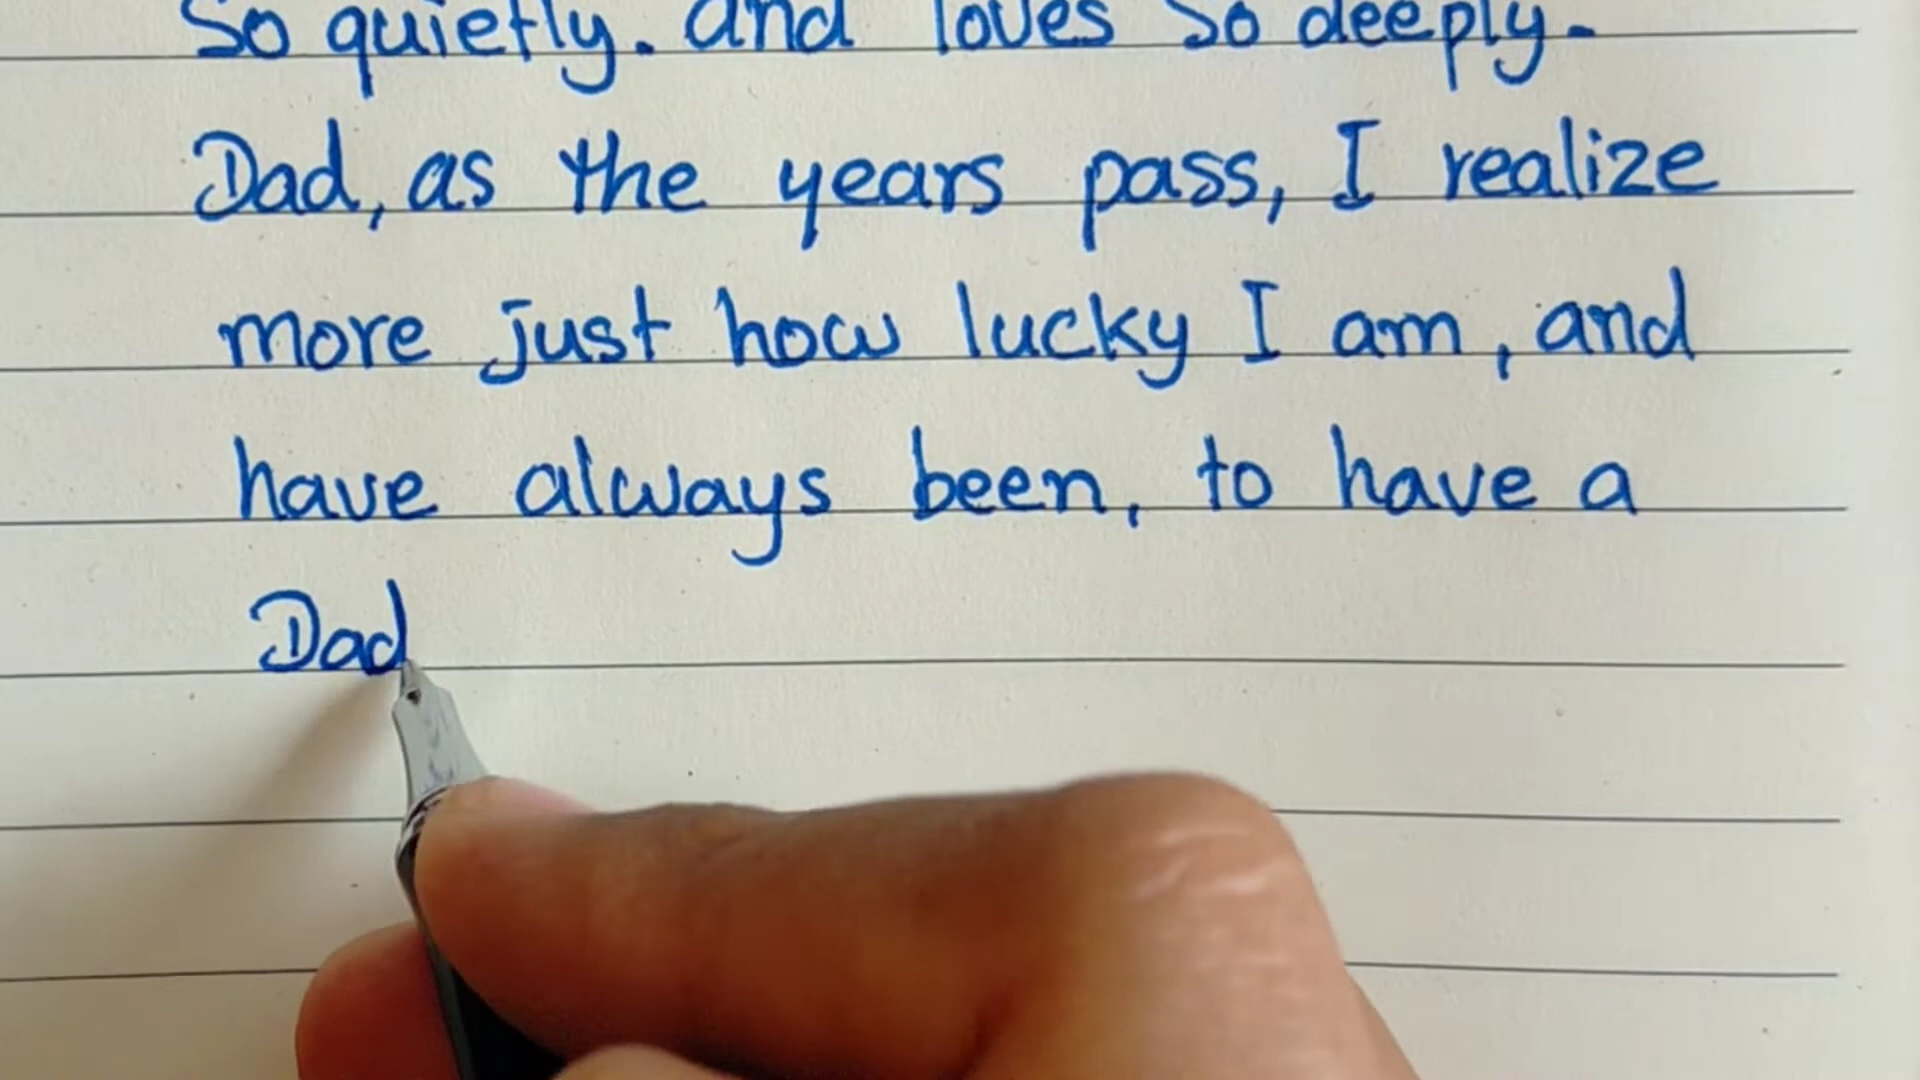 So quietly. and loves so deeply.
Dad, as the years pass, I realize
more just how lucky I am, and
have always been, to have a
Dad